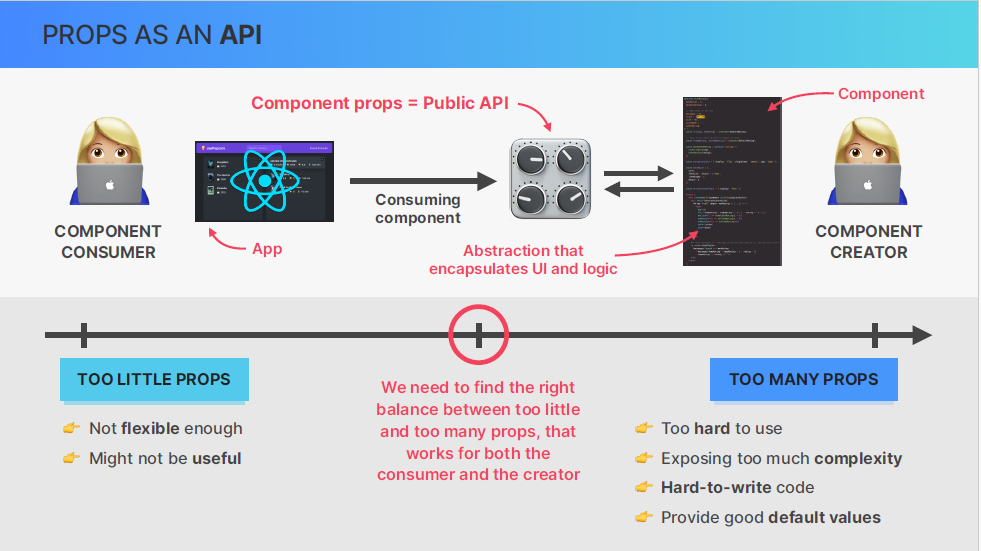 PROPS AS AN API
Component props = Public API
Component
Consuming
component
COMPONENT
CONSUMER
App
Abstraction that
encapsulates UI and logic
COMPONENT
CREATOR
TOO LITTLE PROPS
👉 Not flexible enough
👉 Might not be useful
We need to find the right
balance between too little
and too many props, that
works for both the
consumer and the creator
TOO MANY PROPS
👉 Too hard to use
👉 Exposing too much complexity
👉 Hard-to-write code
👉 Provide good default values